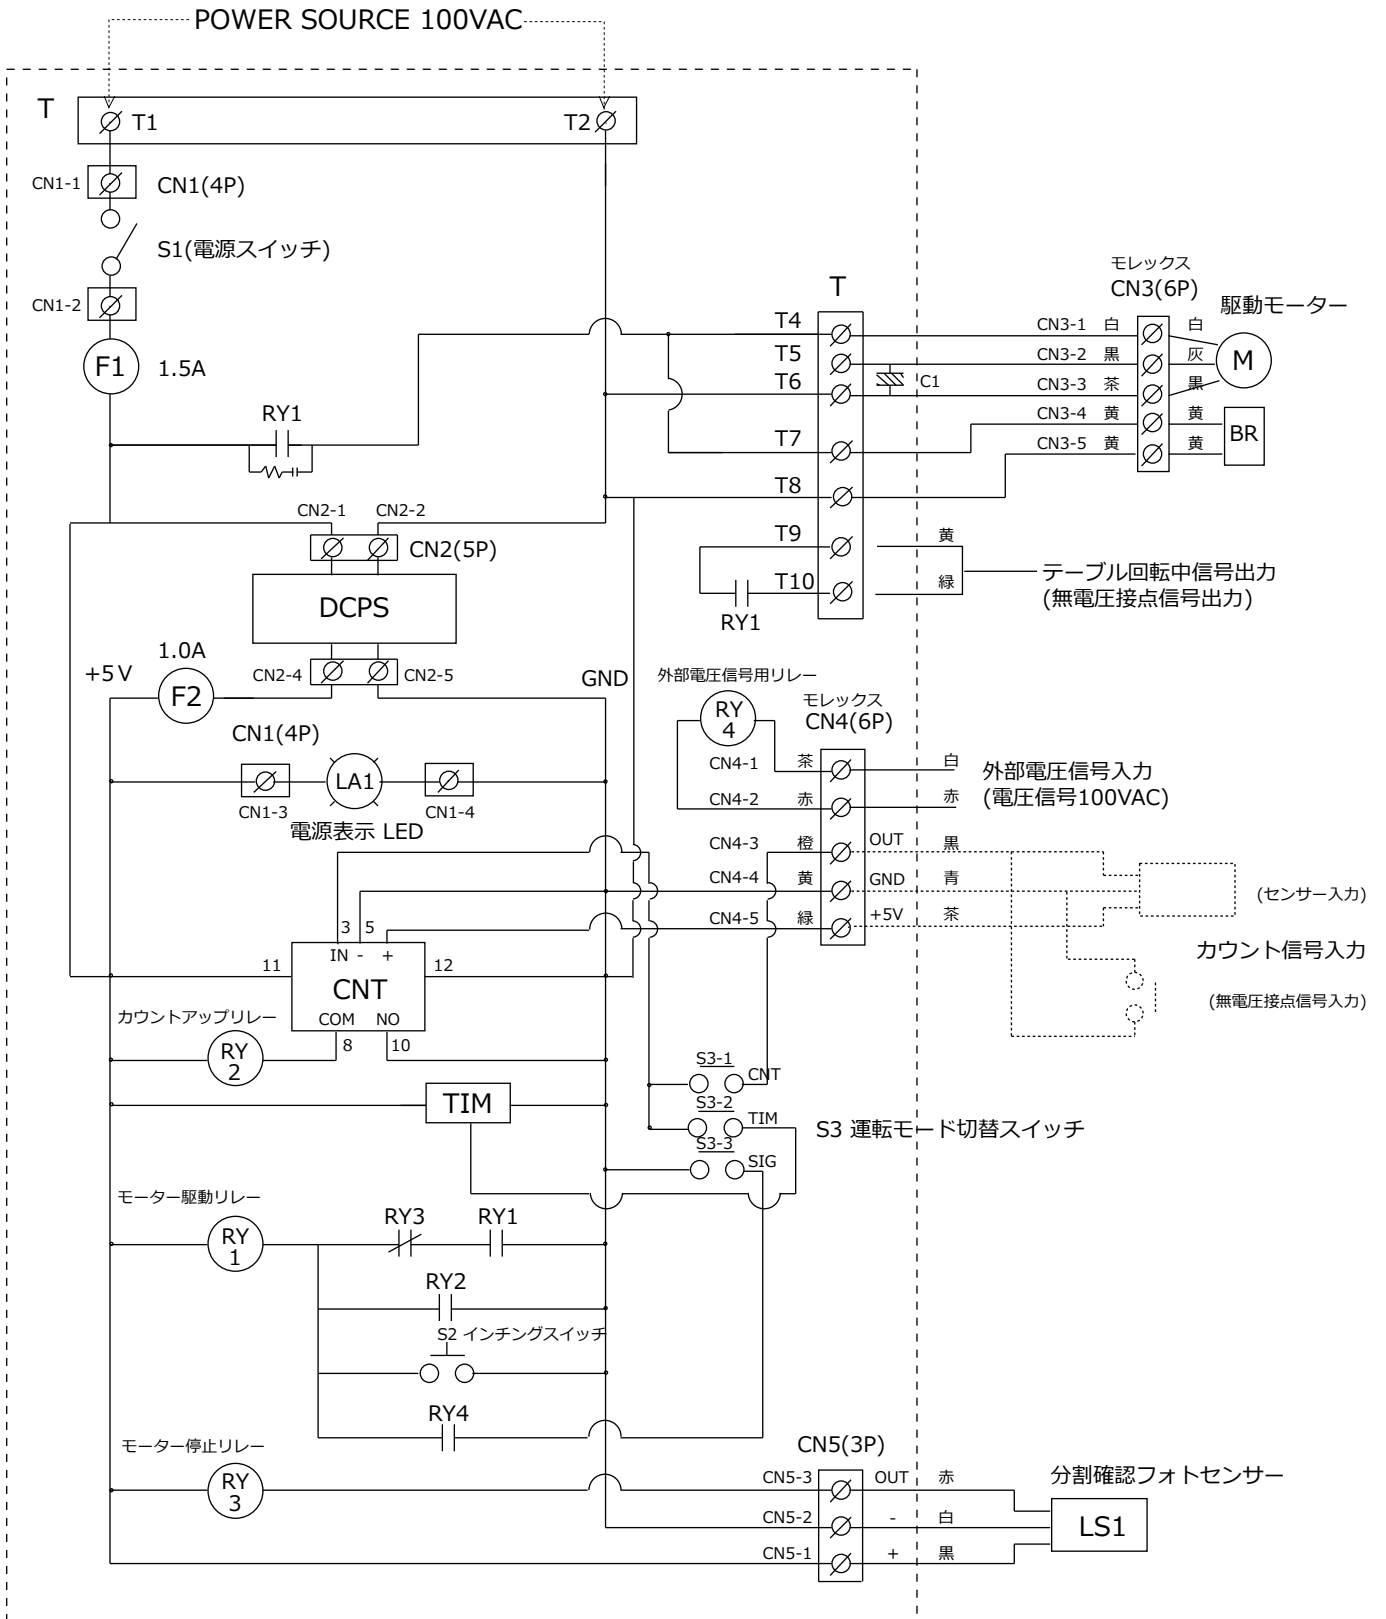 POWER SOURCE 100VAC
T
T1
T2
CN1-1
CN1(4P)
S1(電源スイッチ)
CN1-2
F1
1.5A
RY1
T
T4
T5
T6
T7
T8
T9
T10
C1
RY1
モレックス
CN3(6P)
駆動モーター
CN3-1 白
白
CN3-2 黒
灰
M
CN3-3 茶
黒
CN3-4 黄
黄
BR
CN3-5 黄
黄
黄
緑
テーブル回転中信号出力
(無電圧接点信号出力)
CN2-1
CN2-2
CN2(5P)
DCPS
1.0A
+5V
F2
CN2-4
CN2-5
GND
CN1(4P)
LA1
CN1-3
CN1-4
電源表示 LED
外部電圧信号用リレー
RY
4
モレックス
CN4(6P)
CN4-1 茶
白
CN4-2 赤
赤
外部電圧信号入力
(電圧信号100VAC)
CN4-3 橙
OUT 黒
CN4-4 黄
GND 青
CN4-5 緑
+5V 茶
(センサー入力)
カウント信号入力
(無電圧接点信号入力)
3
5
IN - +
11
12
CNT
COM NO
8
10
カウントアップリレー
RY
2
S3-1
CNT
TIM
S3-2
TIM
S3 運転モード切替スイッチ
S3-3
SIG
モーター駆動リレー
RY
1
RY3
RY1
RY2
S2 インチングスイッチ
RY4
モーター停止リレー
RY
3
CN5(3P)
CN5-3
OUT 赤
CN5-2
- 白
CN5-1
+ 黒
分割確認フォトセンサー
LS1